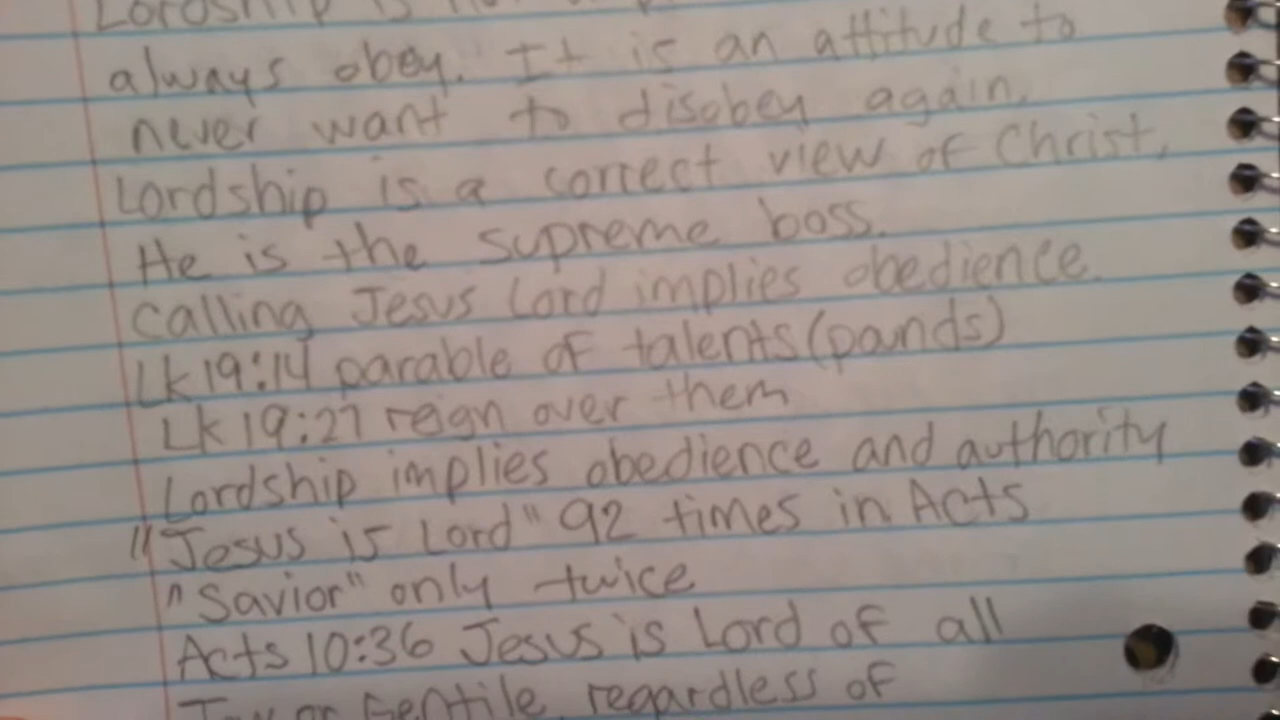 Lordship is
always obey. It is an attitude to
never want to disobey again.
Lordship is a correct view of Christ.
He is the supreme boss.
calling Jesus Lord implies obedience.
Lk 19:14 parable of talents (pounds)
Lk 19:27 reign over them
Lordship implies obedience and authority
"Jesus is Lord" 92 times in Acts
"Savior" only twice
Acts 10:36 Jesus is Lord of all
or Gentile regardless of